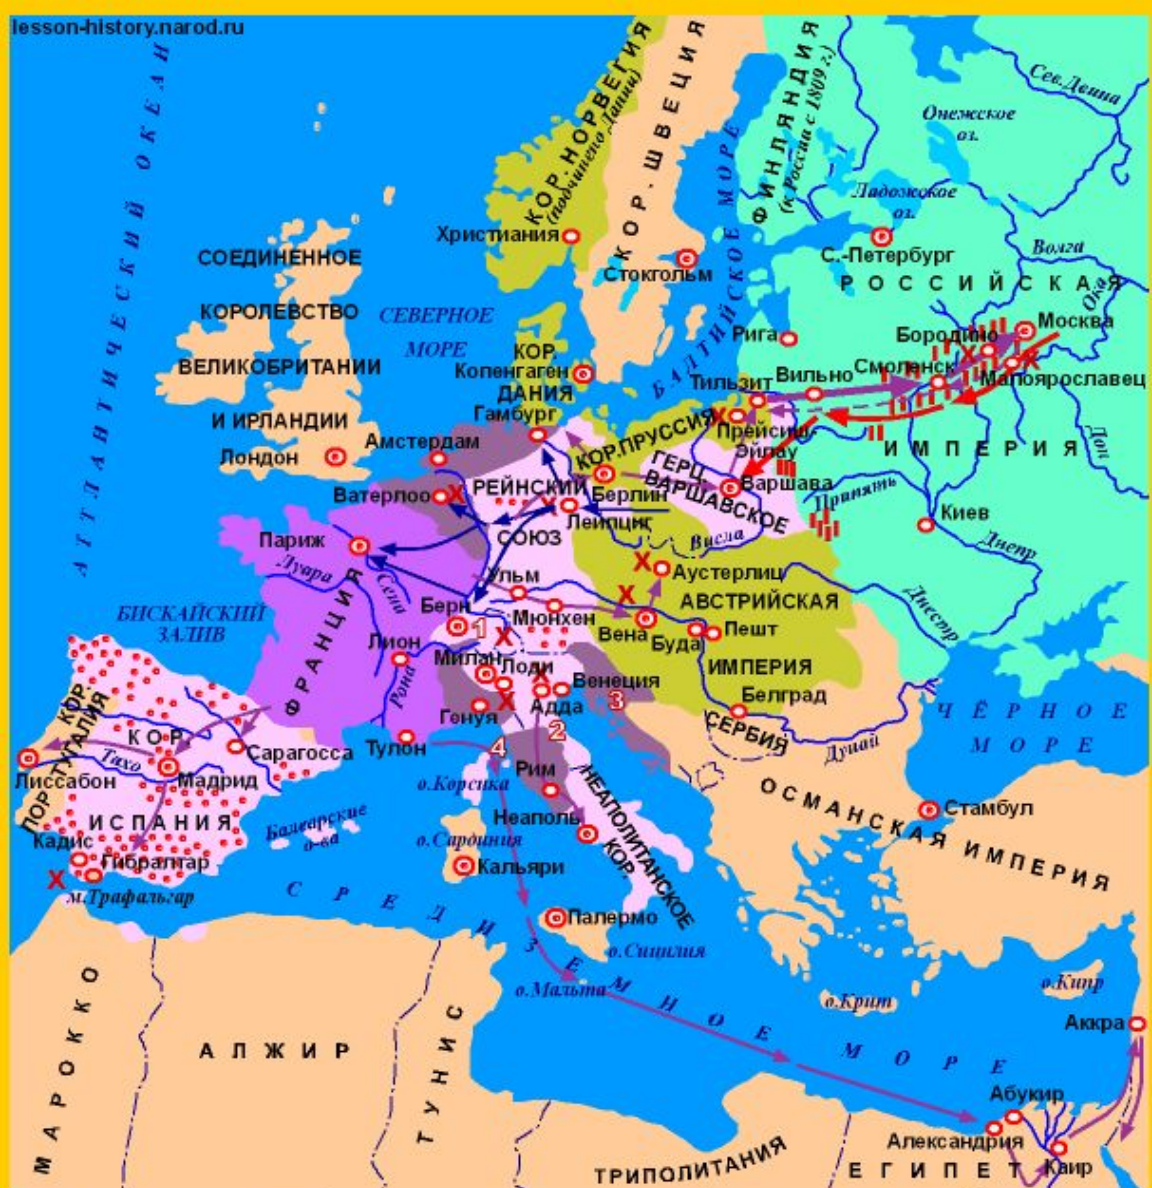 lesson-history.narod.ru
АТЛАНТИЧЕСКИЙ ОКЕАН
КОР. НОРВЕГИЯ
(подчинено Дании)
КОР. ШВЕЦИЯ
ФИНЛЯНДИЯ
(к России с 1809 г.)
Сев.Двина
Онежское
оз.
Ладожское
оз.
Христиания
Стокгольм
С.-Петербург
Волга
РОССИЙСКАЯ
Ока
СОЕДИНЕННОЕ
КОРОЛЕВСТВО
ВЕЛИКОБРИТАНИИ
И ИРЛАНДИИ
СЕВЕРНОЕ
МОРЕ
БАЛТИЙСКОЕ МОРЕ
Рига
Бородино
Москва
КОР.
Копенгаген
ДАНИЯ
Тильзит
Вильно
Смоленск
Малоярославец
Гамбург
Амстердам
Лондон
КОР.ПРУССИЯ
Прейсиш-
Эйлау
ИМПЕРИЯ
Дон
Ватерлоо
РЕЙНСКИЙ
СОЮЗ
Берлин
Лейпциг
ГЕРЦ.
ВАРШАВСКОЕ
Варшава
Припять
Киев
Днепр
Висла
Париж
Луара
Сена
Ульм
Аустерлиц
Днестр
БИСКАЙСКИЙ
ЗАЛИВ
ФРАНЦИЯ
Берн
1
Мюнхен
Вена
АВСТРИЙСКАЯ
ИМПЕРИЯ
Буда
Пешт
Лион
Рона
Милан
Лоди
Венеция
Генуя
Адда
2
3
4
Белград
СЕРБИЯ
Дунай
ЧЁРНОЕ
МОРЕ
КОР.
ПОРТУГАЛИЯ
КОР.
ИСПАНИЯ
Сарагосса
Тулон
Лиссабон
Тахо
Мадрид
о.Корсика
Рим
Неаполь
НЕАПОЛИТАНСКОЕ
КОР.
ОСМАНСКАЯ ИМПЕРИЯ
Стамбул
Балеарские
о-ва
о.Сардиния
Кальяри
Кадис
Гибралтар
м.Трафальгар
СРЕДИЗЕМНОЕ МОРЕ
Палермо
о.Сицилия
о.Мальта
о.Крит
о.Кипр
Аккра
МАРОККО
АЛЖИР
ТУНИС
ТРИПОЛИТАНИЯ
Абукир
Александрия
Каир
ЕГИПЕТ